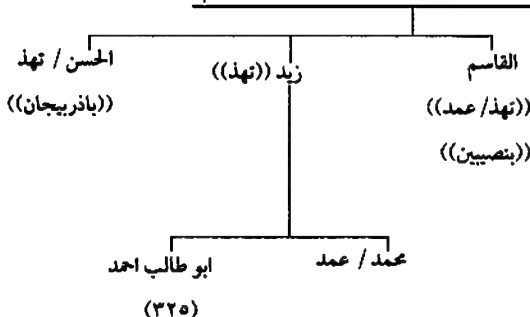 القاسم
((تهذ/عمد))
((بنصيبين))
زيد ((تهذ))
الحسن / تهذ
((باذربيجان))
محمد / عمد
ابو طالب احمد
(٣٢٥)